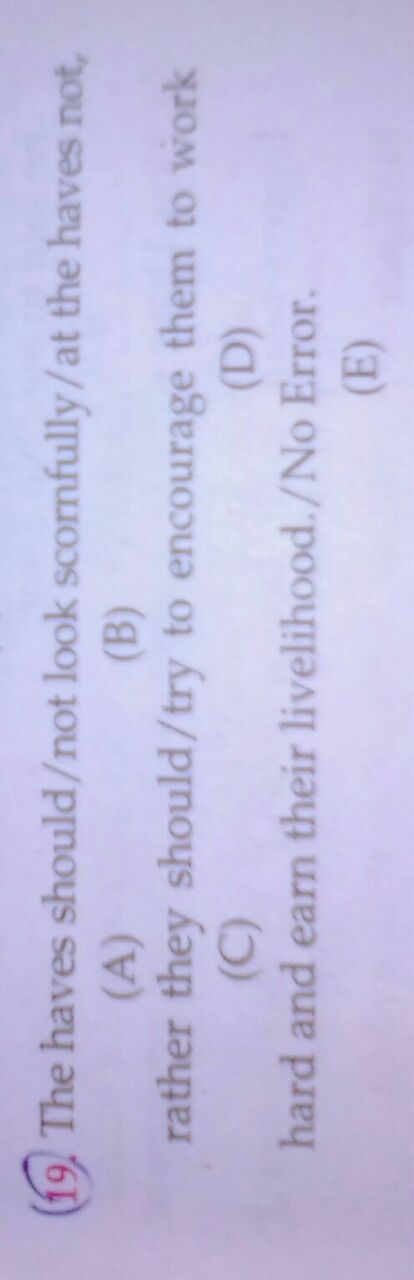 19. The haves should/not look scornfully/at the haves not,
(A) (B)
rather they should/try to encourage them to work
(C) (D)
hard and earn their livelihood./No Error.
(E)